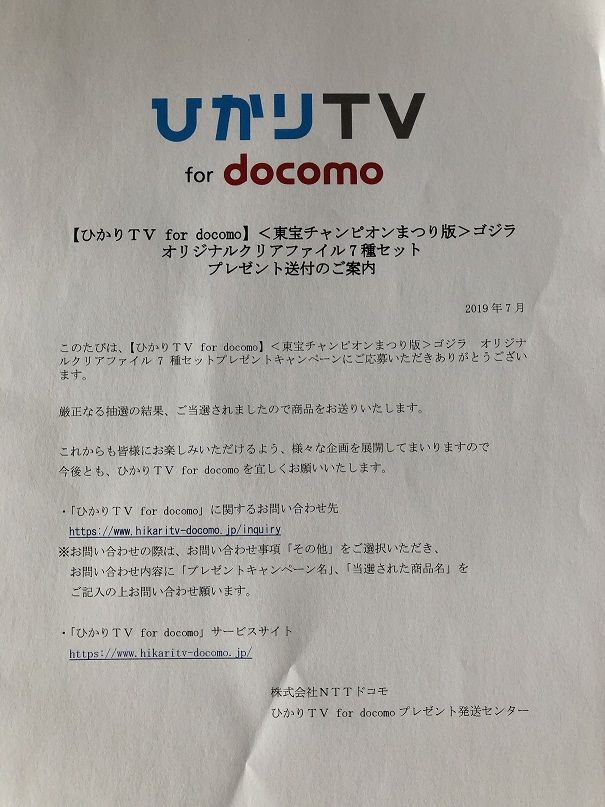 ひかりTV
for docomo
【ひかりＴＶ for docomo】＜東宝チャンピオンまつり版＞ゴジラ
オリジナルクリアファイル７種セット
プレゼント送付のご案内
2019 年 7 月
このたびは、【ひかりＴＶ for docomo】＜東宝チャンピオンまつり版＞ゴジラ　オリジナ
ルクリアファイル 7 種セットプレゼントキャンペーンにご応募いただきありがとうござい
ます。
厳正なる抽選の結果、ご当選されましたので商品をお送りいたします。
これからも皆様にお楽しみいただけるよう、様々な企画を展開してまいりますので
今後とも、ひかりＴＶ for docomo を宜しくお願いいたします。
・「ひかりＴＶ for docomo」に関するお問い合わせ先
https://www.hikaritv-docomo.jp/inquiry
※お問い合わせの際は、お問い合わせ事項「その他」をご選択いただき、
お問い合わせ内容に「プレゼントキャンペーン名」、「当選された商品名」を
ご記入の上お問い合わせ願います。
・「ひかりＴＶ for docomo」サービスサイト
https://www.hikaritv-docomo.jp/
株式会社ＮＴＴドコモ
ひかりＴＶ for docomo プレゼント発送センター